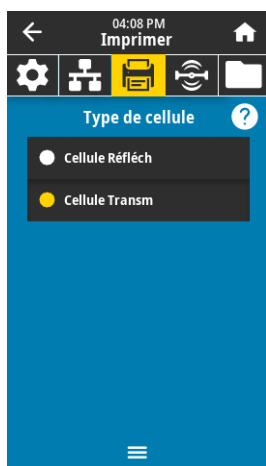 04:08 PM
Imprimer
Type de cellule
?
Cellule Réfléch
Cellule Transm